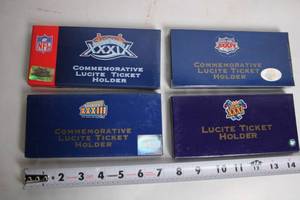 NFL
XXXIX
COMMEMORATIVE
LUCITE TICKET
HOLDER
COMMEMORATIVE
LUCITE TICKET
HOLDER
XXXIII
COMMEMORATIVE
LUCITE TICKET
HOLDER
LUCITE TICKET
HOLDER
2 3 4 5 6 7 8 9 10 11 12 13 14